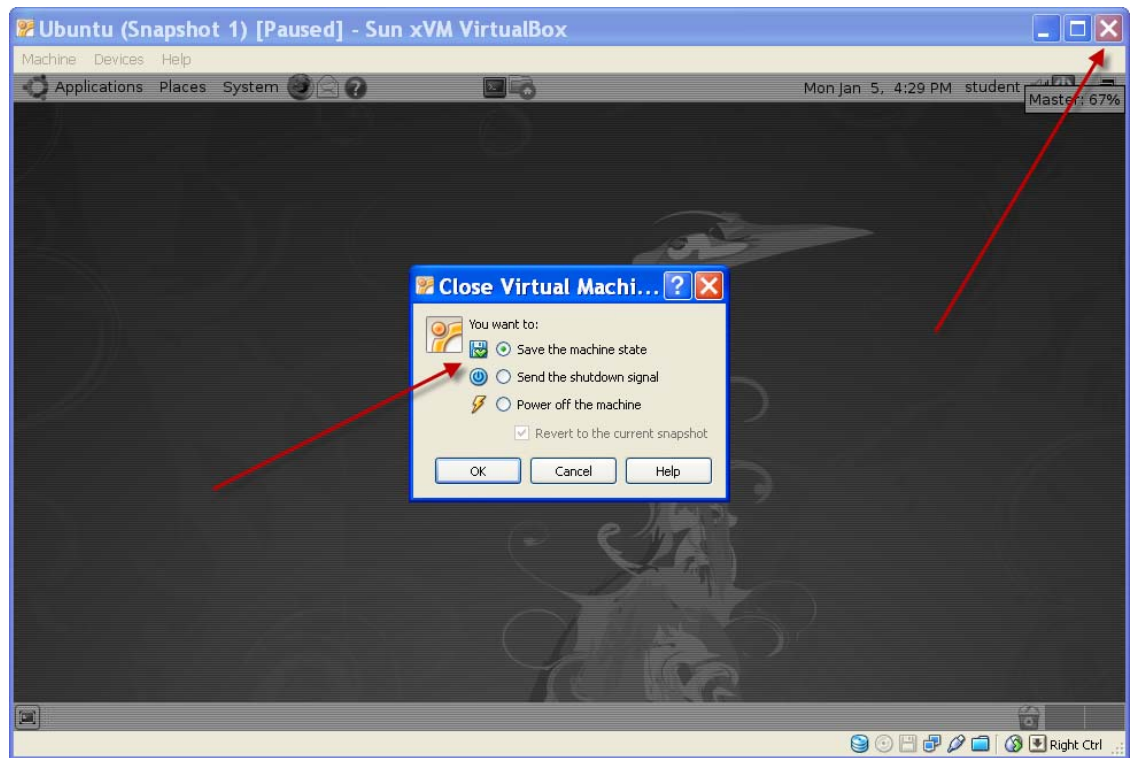 Ubuntu (Snapshot 1) [Paused] - Sun xVM VirtualBox
Machine Devices Help
Applications Places System Mon Jan 5, 4:29 PM student
Master: 67%
Close Virtual Machi...
You want to:
Save the machine state
Send the shutdown signal
Power off the machine
Revert to the current snapshot
OK Cancel Help
Right Ctrl